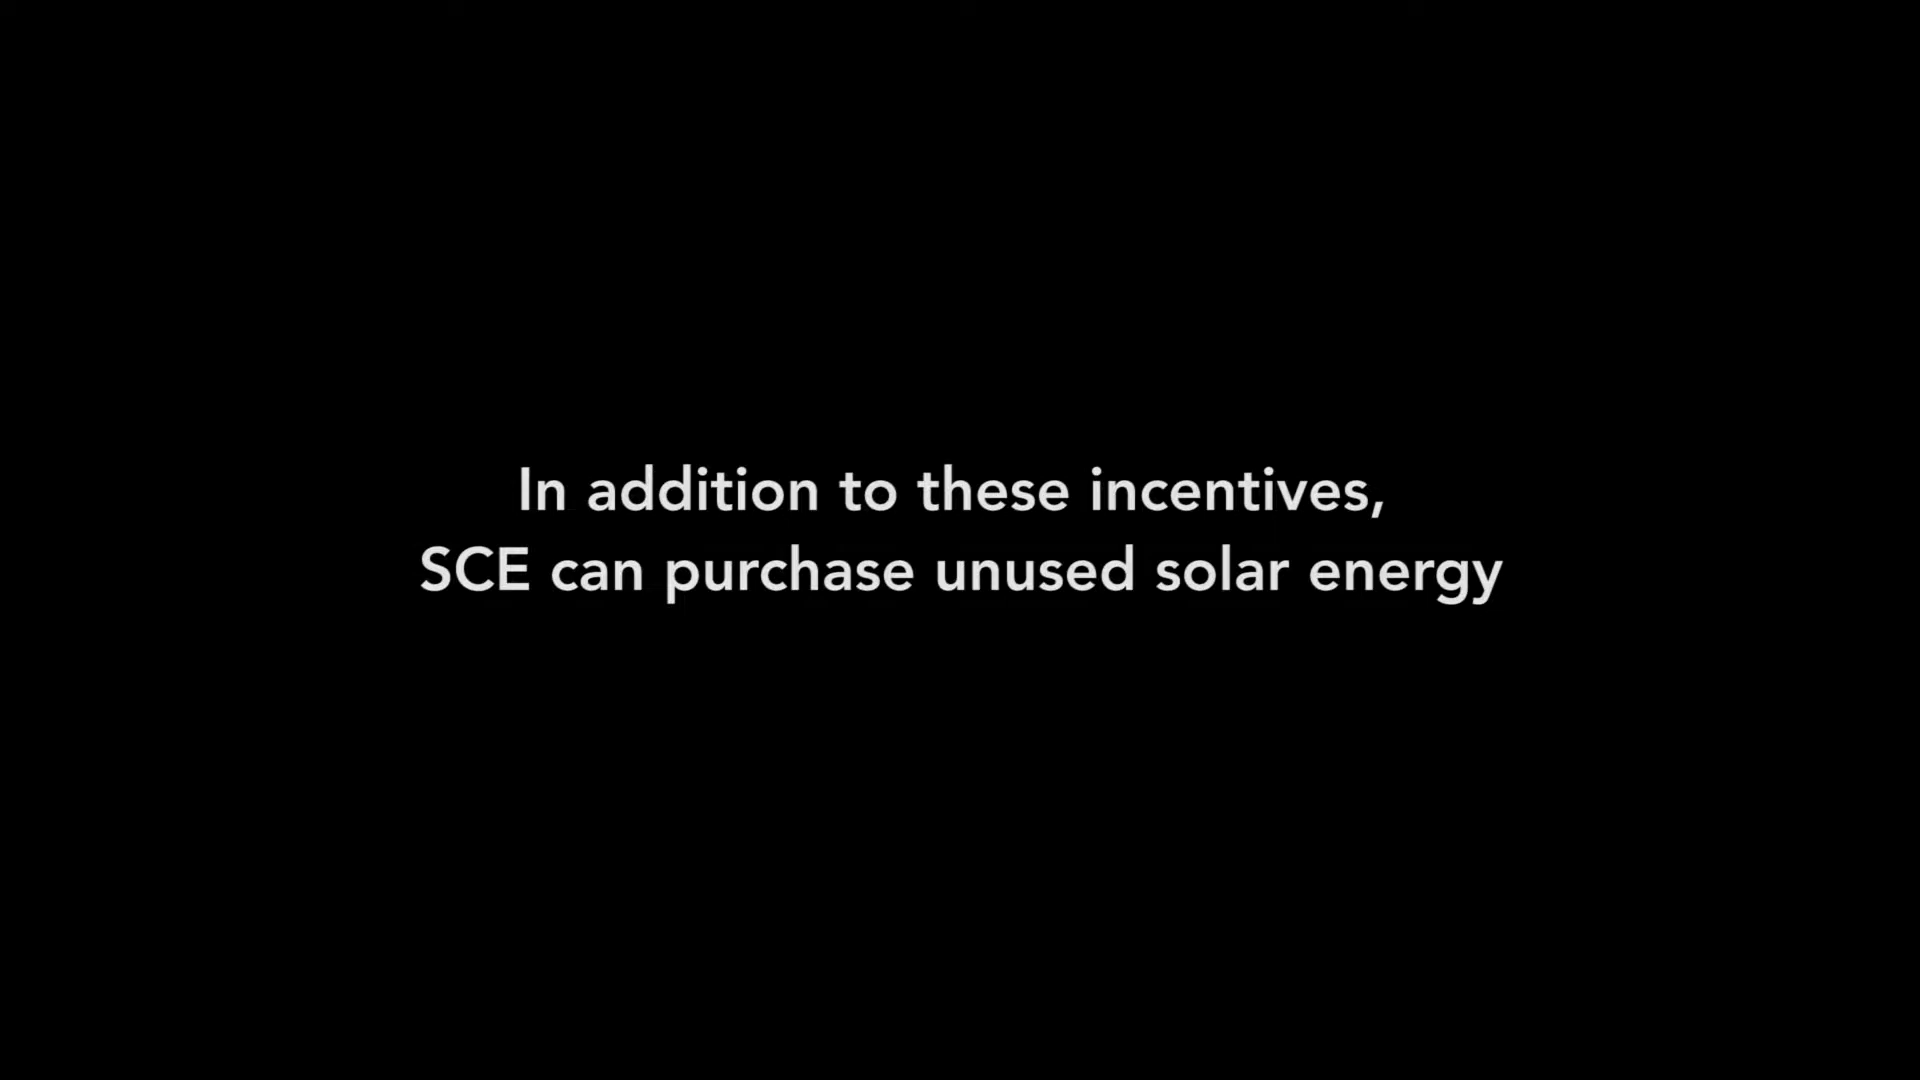 In addition to these incentives,
SCE can purchase unused solar energy